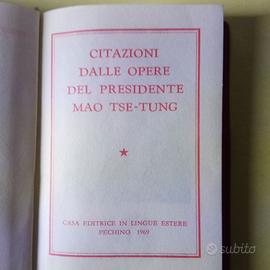 CITAZIONI
DALLE OPERE
DEL PRESIDENTE
MAO TSE-TUNG
CASA EDITRICE IN LINGUE ESTERE
PECHINO 1969
subito